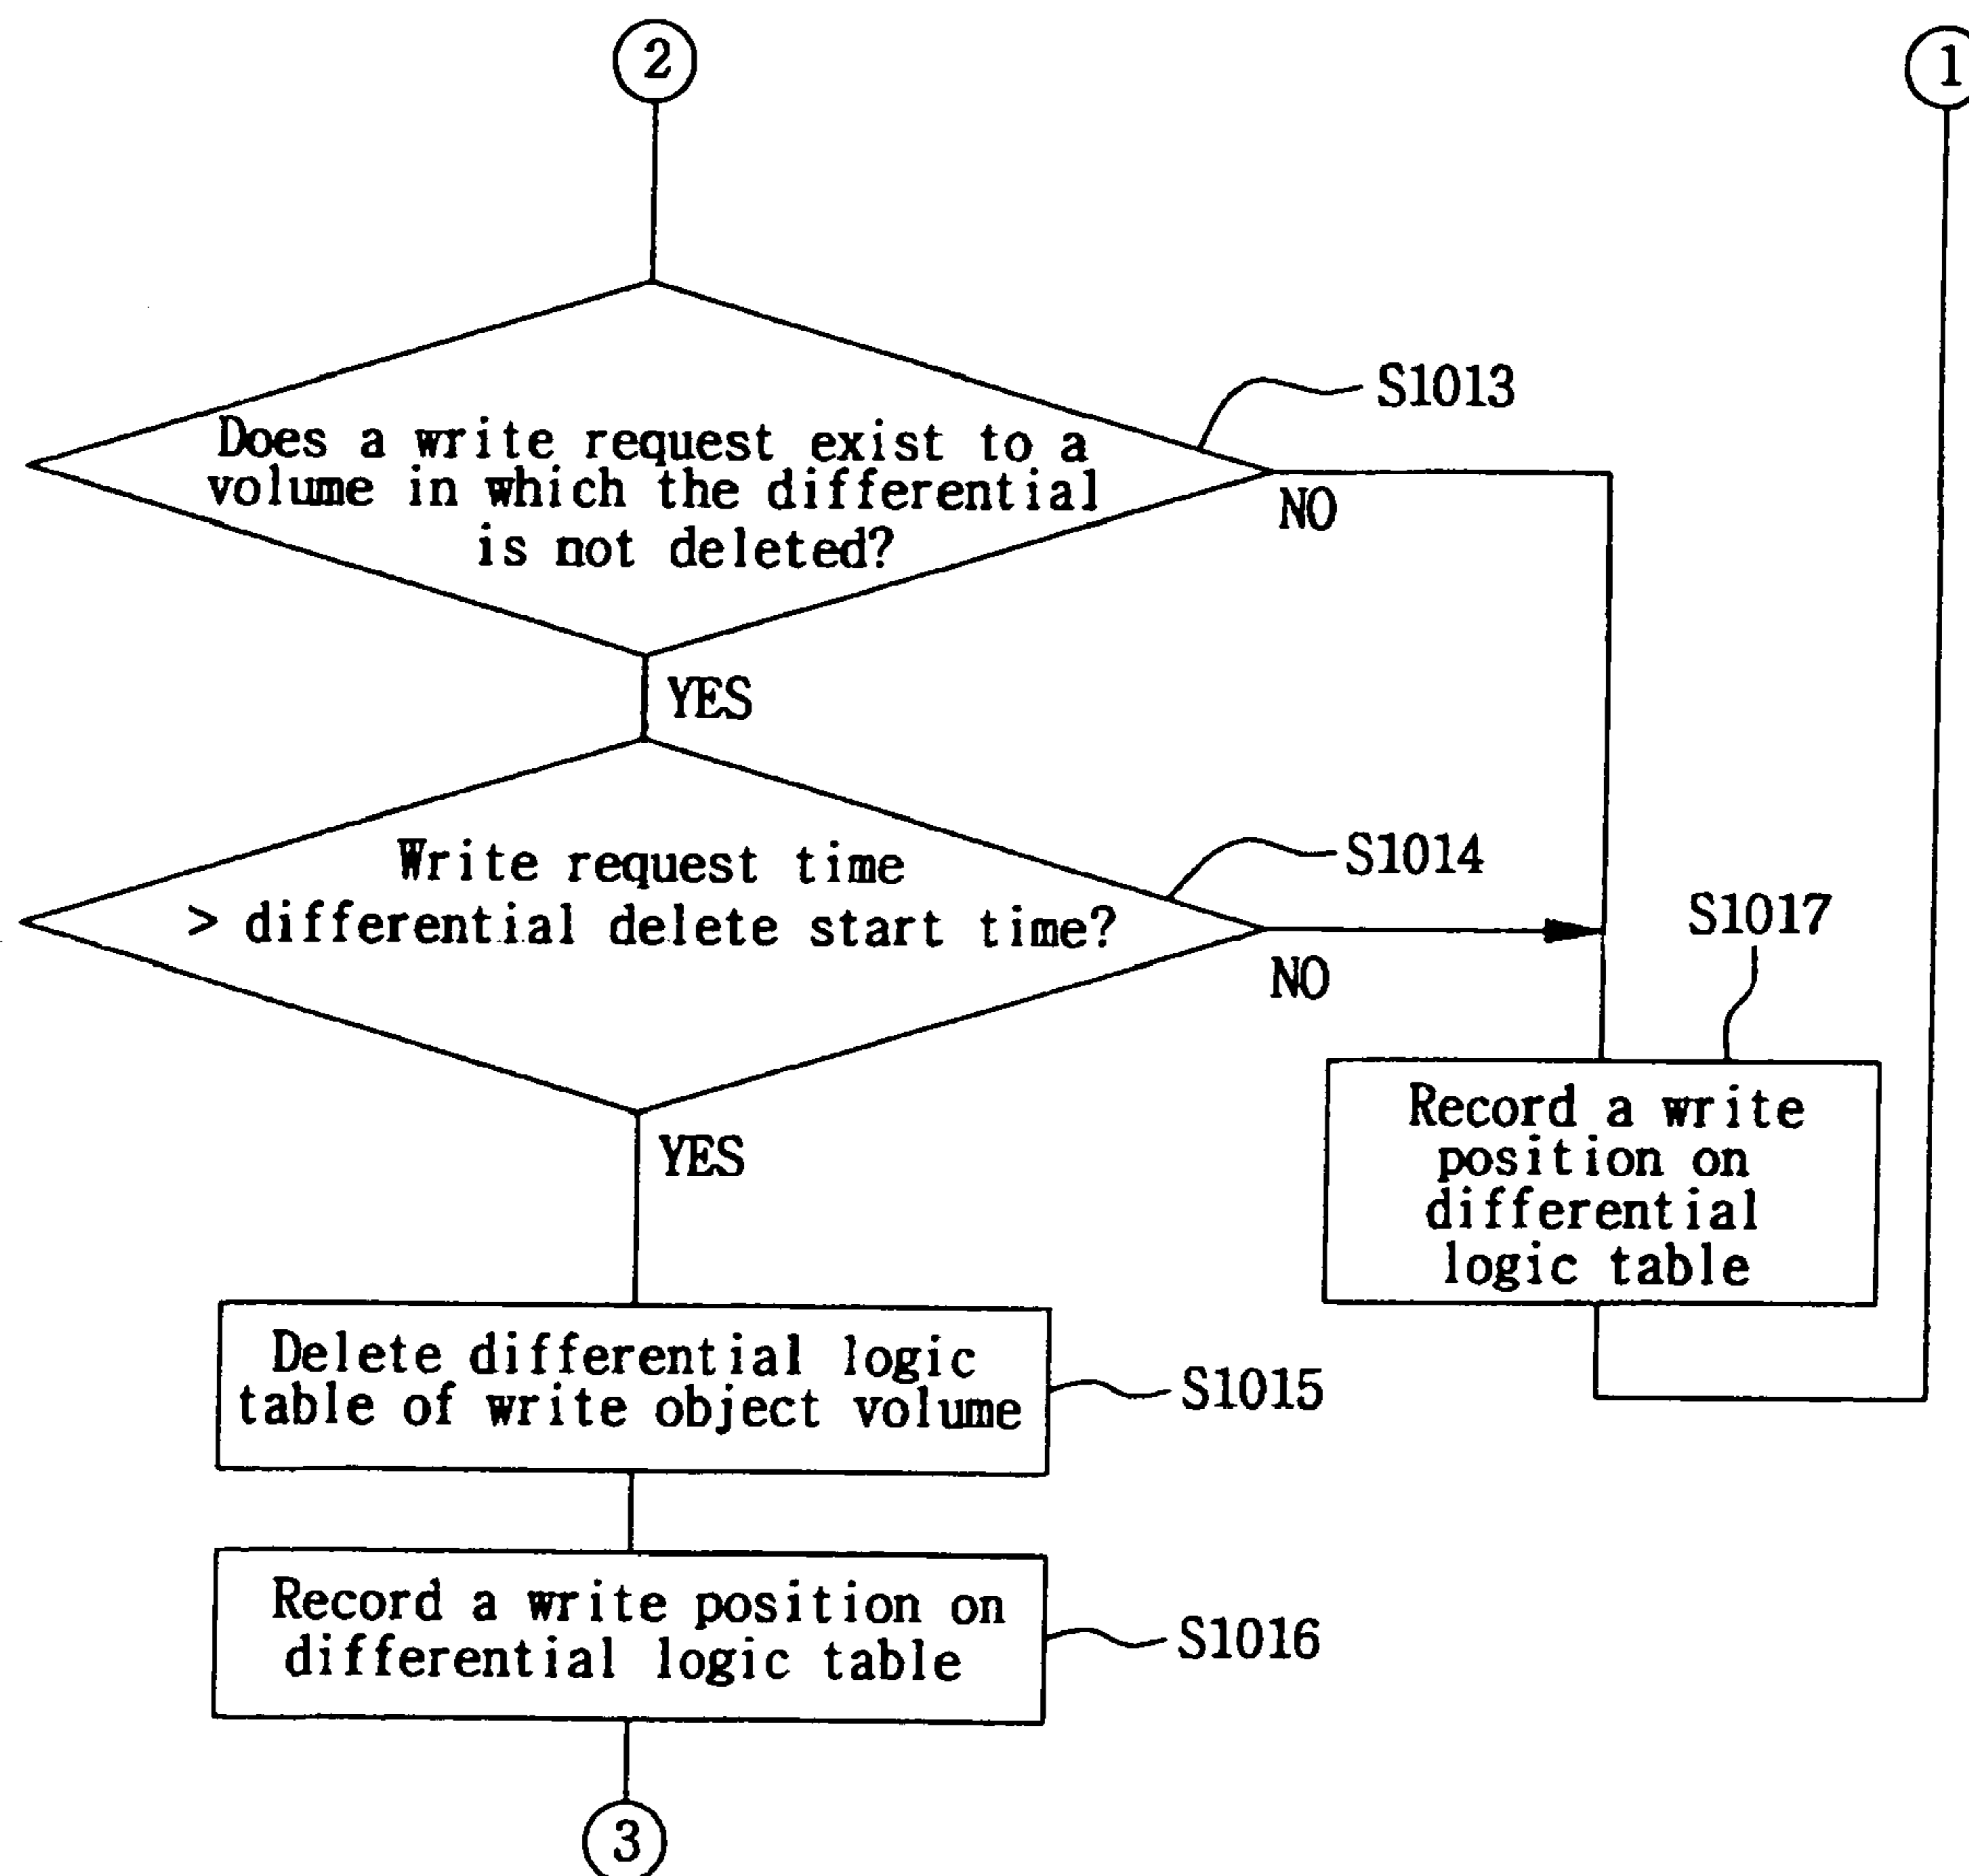 2
1
S1013
Does a write request exist to a
volume in which the differential
is not deleted?
NO
YES
S1014
Write request time
> differential delete start time?
NO
YES
S1017
Record a write
position on
differential
logic table
Delete differential logic
table of write object volume
S1015
Record a write position on
differential logic table
S1016
3